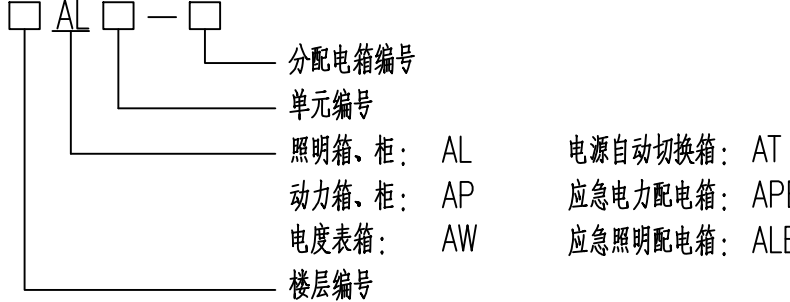 □ AL □ — □
分配电箱编号
单元编号
照明箱、柜： AL 电源自动切换箱： AT
动力箱、柜： AP 应急电力配电箱： APE
电度表箱： AW 应急照明配电箱： ALE
楼层编号